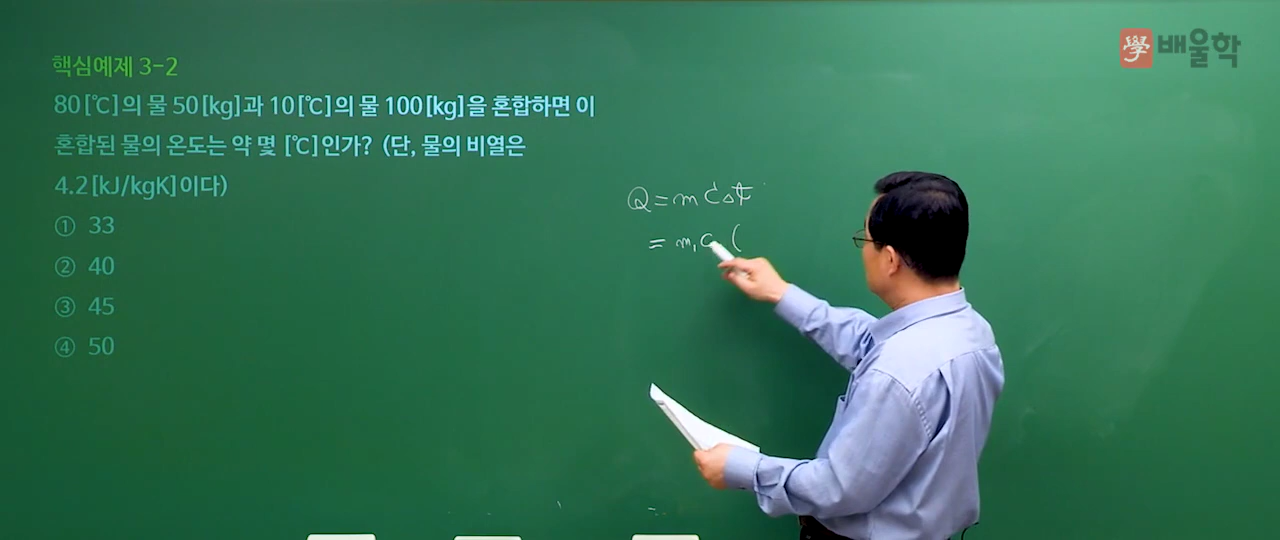 學 배울학
핵심예제 3-2
80[℃]의 물 50[kg]과 10[℃]의 물 100[kg]을 혼합하면 이
혼합된 물의 온도는 약 몇 [℃]인가? (단, 물의 비열은
4.2[kJ/kgK]이다)
① 33
② 40
③ 45
④ 50
Q = m C Δt
= m₁ C (